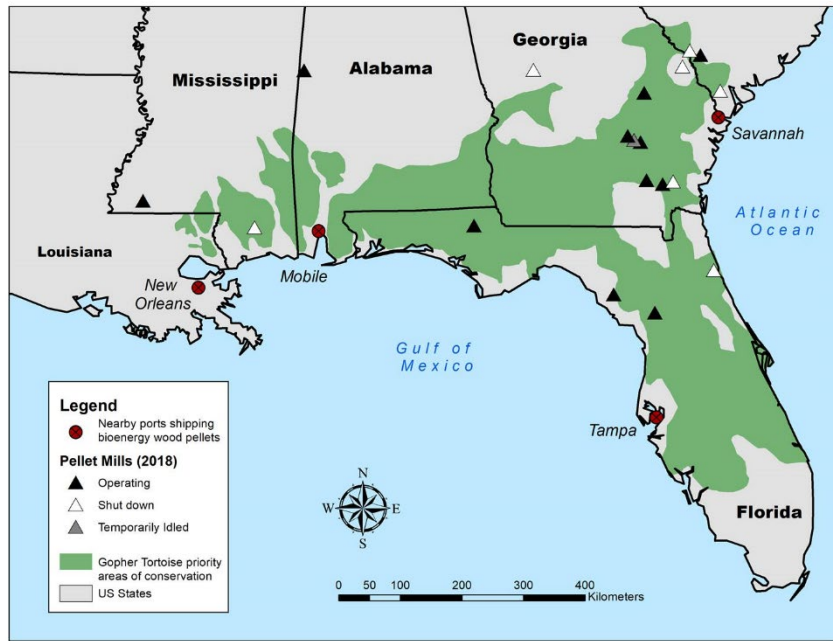 Georgia
Mississippi
Alabama
Savannah
Louisiana
Atlantic
Ocean
Mobile
New
Orleans
Gulf of
Mexico
Tampa
Florida
Legend
Nearby ports shipping
bioenergy wood pellets
Pellet Mills (2018)
Operating
Shut down
Temporarily Idled
Gopher Tortoise priority
areas of conservation
US States
N
W E
S
0 50 100 200 300 400
Kilometers